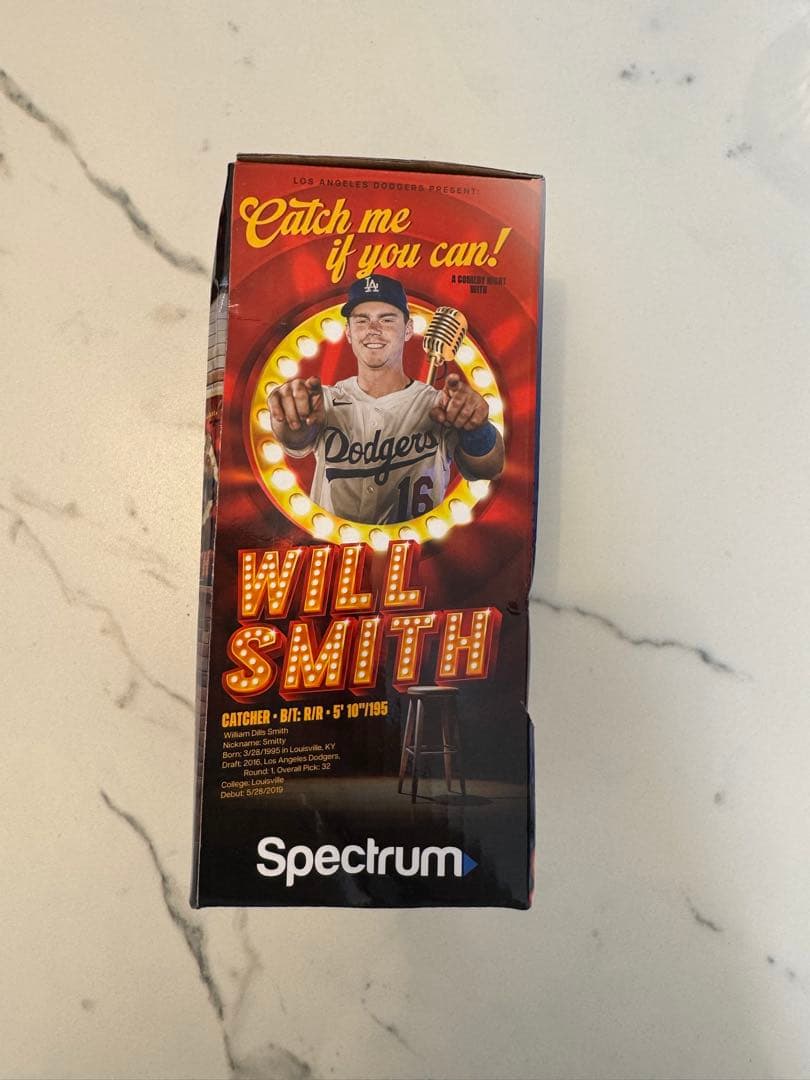 LOS ANGELES DODGERS PRESENT:
Catch me
if you can!
A COMEDY NIGHT
WITH
LA
Dodgers
16
WILL
SMITH
CATCHER • B/T: R/R • 5' 10"/195
William Dills Smith
Nickname: Smitty
Born: 3/28/1995 in Louisville, KY
Draft: 2016, Los Angeles Dodgers,
Round: 1, Overall Pick: 32
College: Louisville
Debut: 5/28/2019
Spectrum